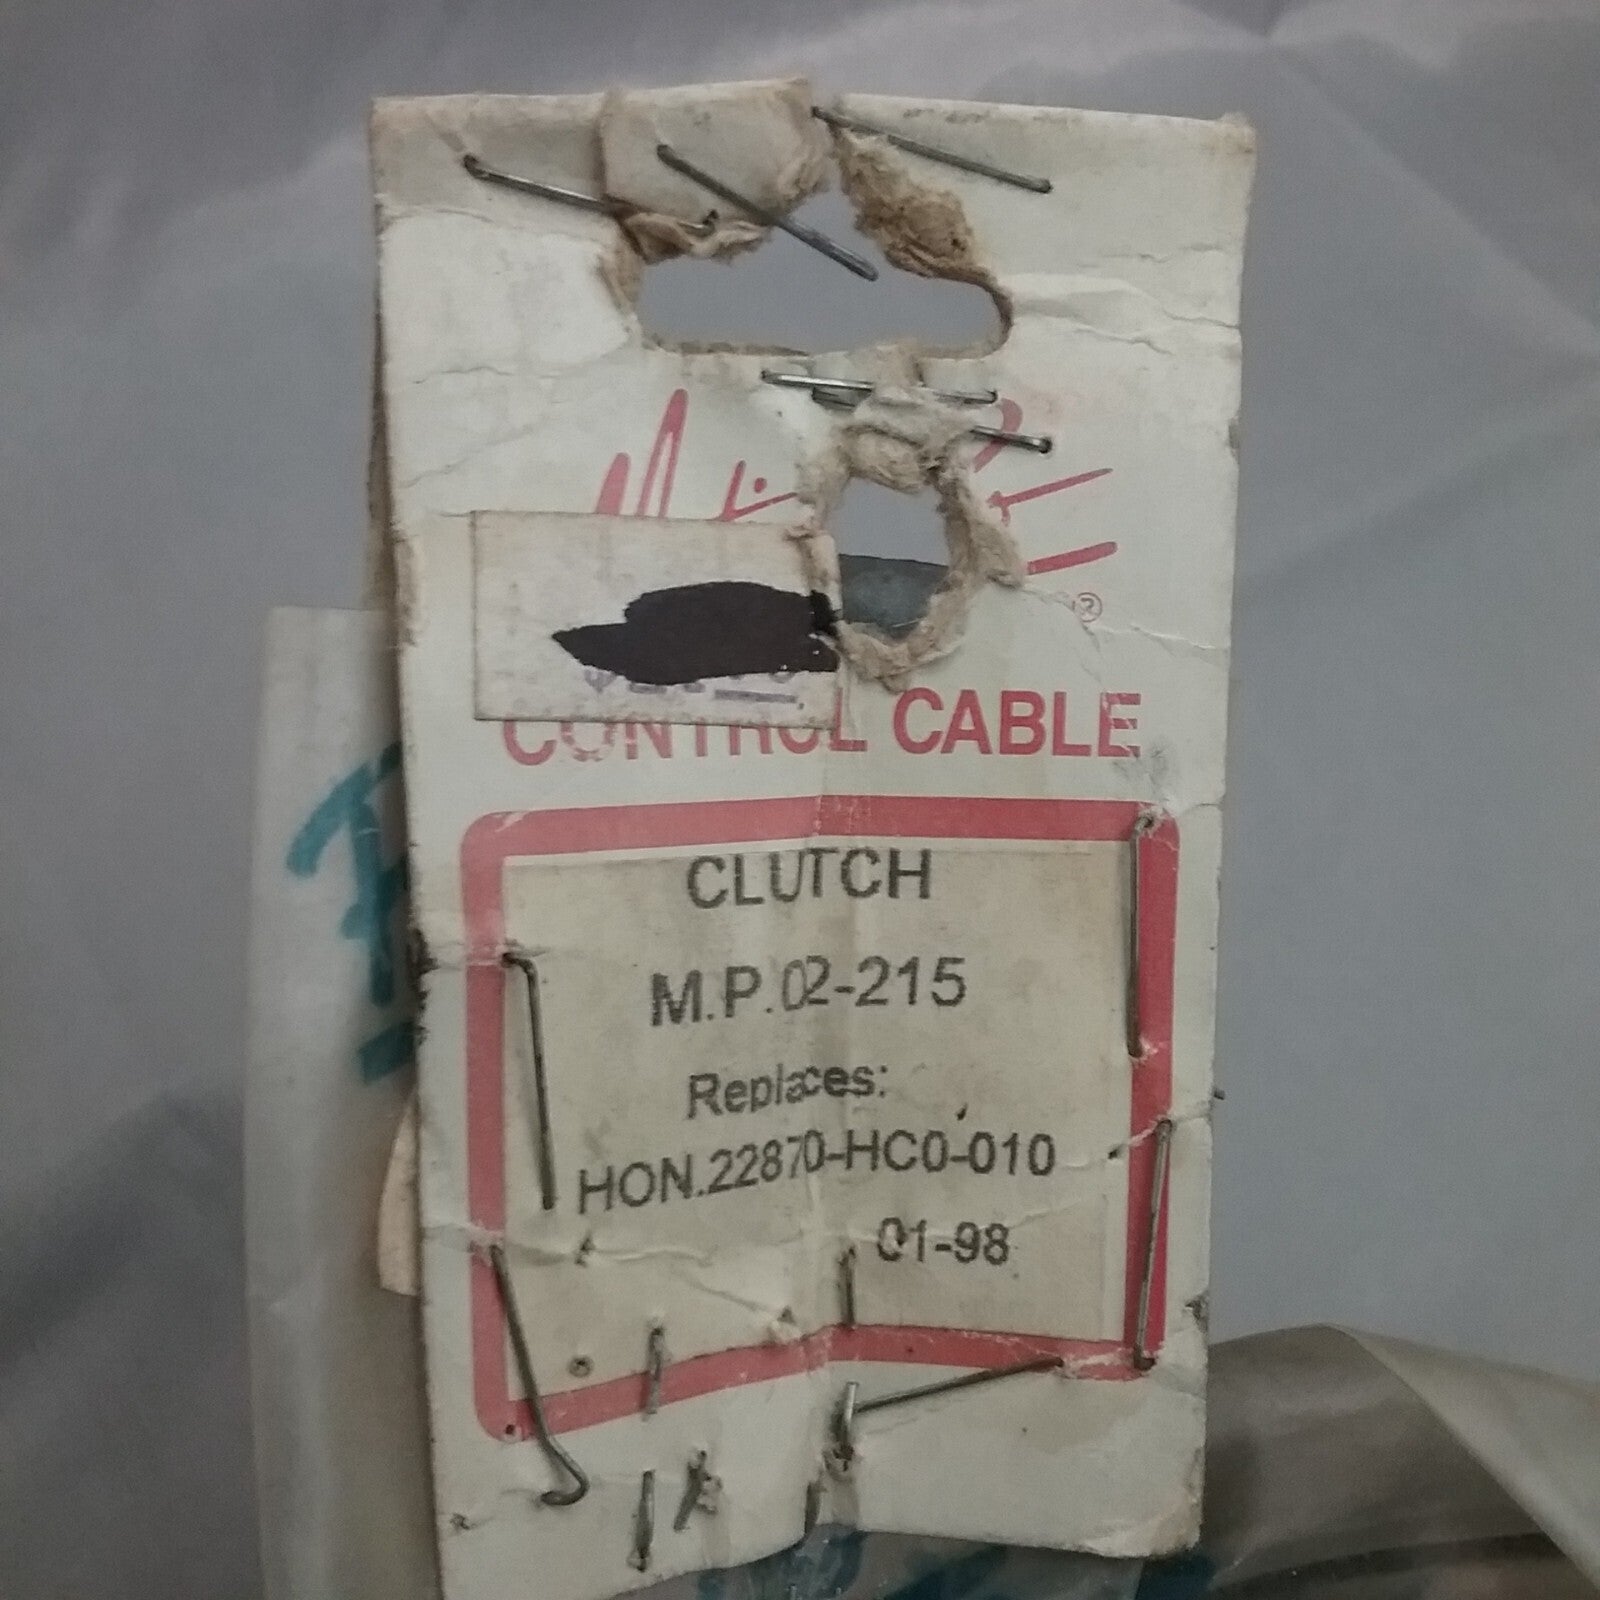 CONTROL CABLE
CLUTCH
M.P.02-215
Replaces:
HON.22870-HC0-010
01-98